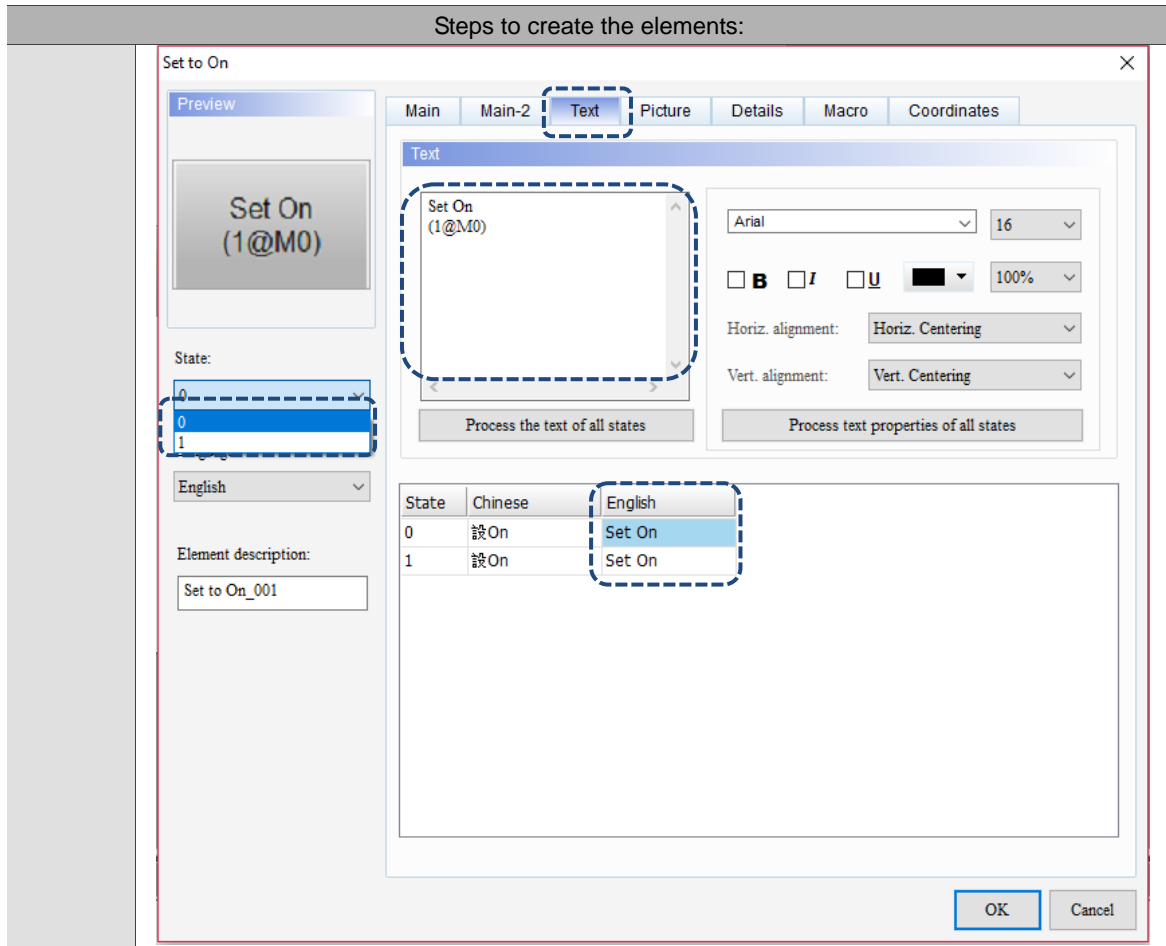 Steps to create the elements:
Set to On
Preview
Set On
(1@M0)
State:
0
0
1
English
Element description:
Set to On_001
Main Main-2 Text Picture Details Macro Coordinates
Text
Set On
(1@M0)
Process the text of all states
Arial 16
B I U 100%
Horiz. alignment: Horiz. Centering
Vert. alignment: Vert. Centering
Process text properties of all states
State Chinese English
0 設On Set On
1 設On Set On
OK Cancel